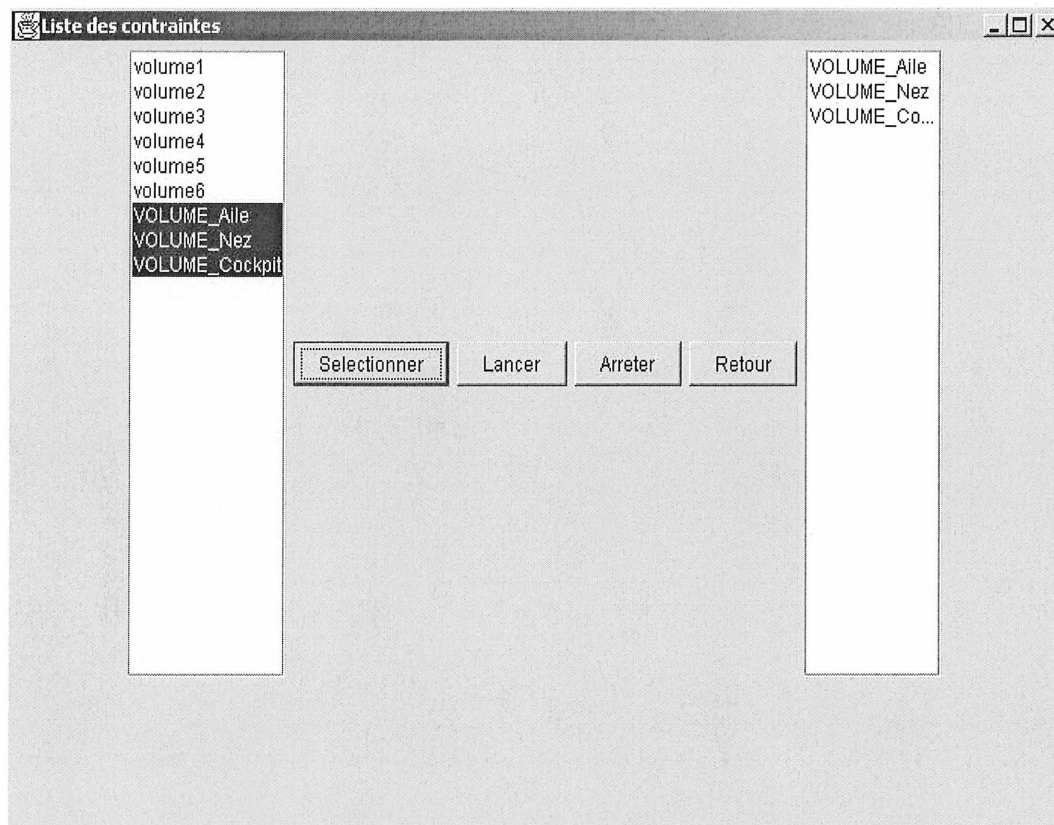 Liste des contraintes
volume1
volume2
volume3
volume4
volume5
volume6
VOLUME_Aile
VOLUME_Nez
VOLUME_Cockpit
Selectionner
Lancer
Arreter
Retour
VOLUME_Aile
VOLUME_Nez
VOLUME_Co...